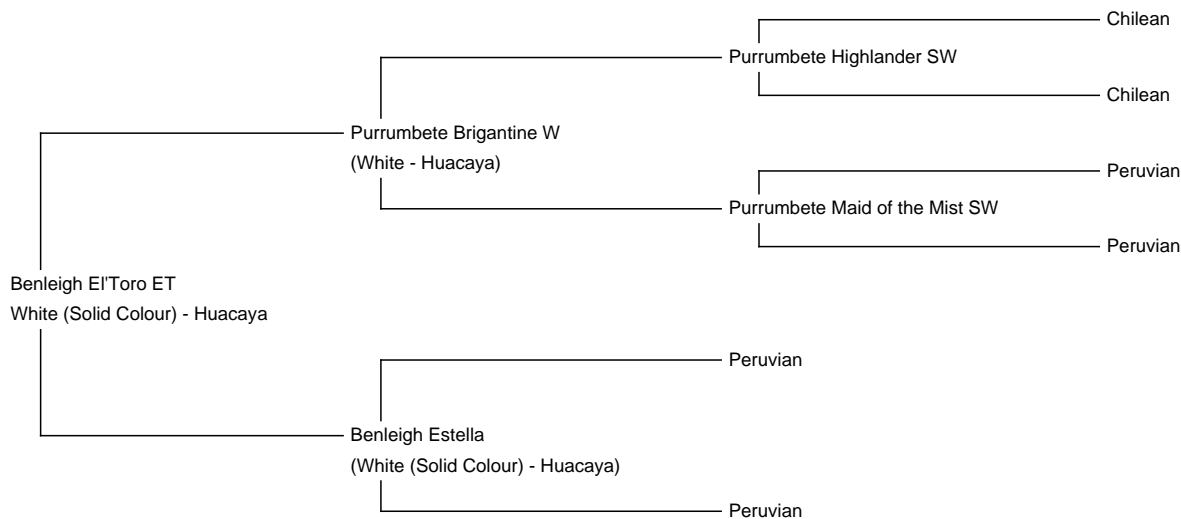 Chilean
Purrumbete Highlander SW
Chilean
Purrumbete Brigantine W
(White - Huacaya)
Peruvian
Purrumbete Maid of the Mist SW
Peruvian
Benleigh El'Toro ET
White (Solid Colour) - Huacaya
Peruvian
Benleigh Estella
(White (Solid Colour) - Huacaya)
Peruvian